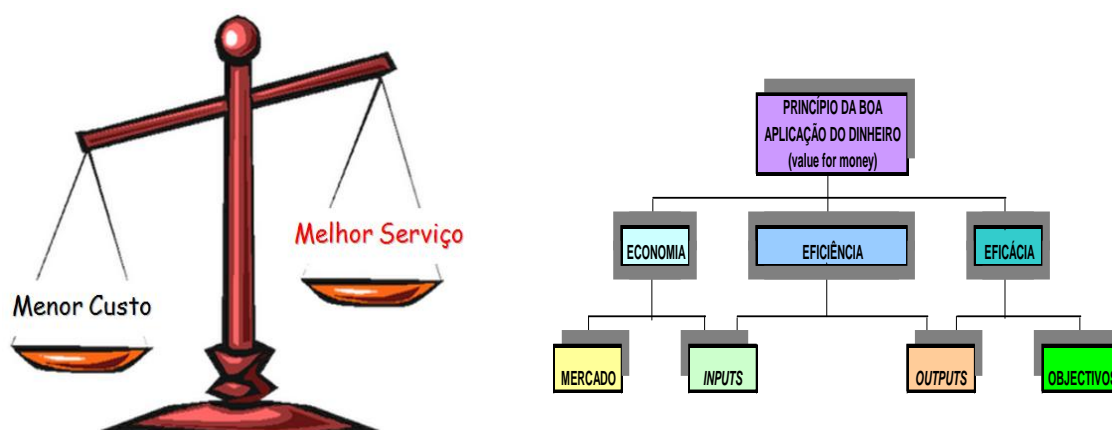 Melhor Serviço
Menor Custo
PRINCÍPIO DA BOA
APLICAÇÃO DO DINHEIRO
(value for money)
ECONOMIA
EFICIÊNCIA
EFICÁCIA
MERCADO
INPUTS
OUTPUTS
OBJECTIVOS